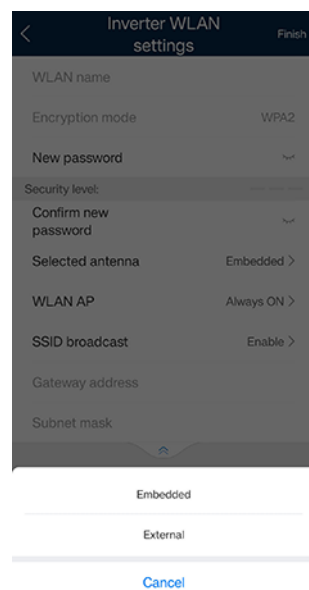 Inverter WLAN
settings
Finish
WLAN name
Encryption mode WPA2
New password
Security level:
Confirm new
password
Selected antenna Embedded >
WLAN AP Always ON >
SSID broadcast Enable >
Gateway address
Subnet mask
Embedded
External
Cancel